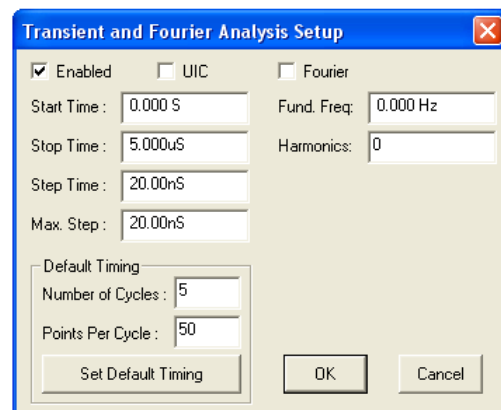 Transient and Fourier Analysis Setup
Enabled UIC Fourier
Start Time : 0.000 S Fund. Freq: 0.000 Hz
Stop Time : 5.000uS Harmonics: 0
Step Time : 20.00nS
Max. Step : 20.00nS
Default Timing
Number of Cycles : 5
Points Per Cycle : 50
Set Default Timing OK Cancel